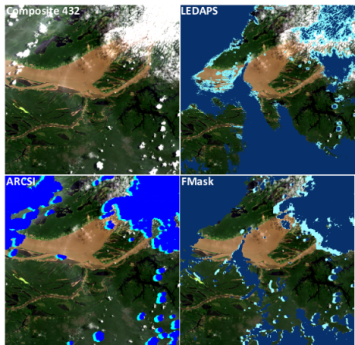 Composite 432
LEDAPS
ARCSI
FMask